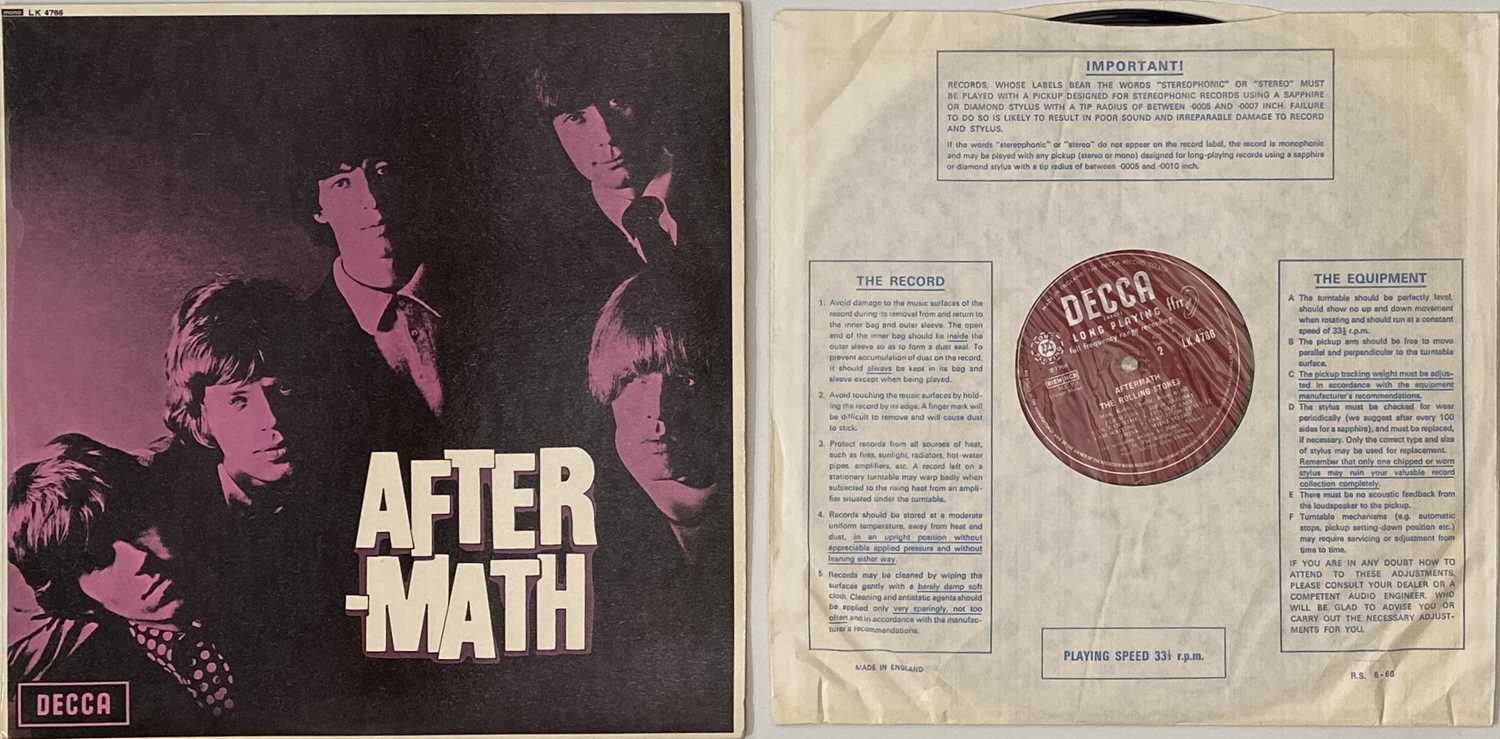 mono LK 4786
AFTER
-MATH
DECCA
IMPORTANT!
RECORDS, WHOSE LABELS BEAR THE WORDS "STEREOPHONIC" OR "STEREO" MUST
BE PLAYED WITH A PICKUP DESIGNED FOR STEREOPHONIC RECORDS USING A SAPPHIRE
OR DIAMOND STYLUS WITH A TIP RADIUS OF BETWEEN ·0005 AND ·0007 INCH. FAILURE
TO DO SO IS LIKELY TO RESULT IN POOR SOUND AND IRREPARABLE DAMAGE TO RECORD
AND STYLUS.
If the words "stereophonic" or "stereo" do not appear on the record label, the record is monophonic
and may be played with any pickup (stereo or mono) designed for long-playing records using a sapphire
or diamond stylus with a tip radius of between ·0005 and ·0010 inch.
THE RECORD
1. Avoid damage to the music surfaces of the
record during its removal from and return to
the inner bag and outer sleeve. The open
end of the inner bag should lie inside the
outer sleeve so as to form a dust seal. To
prevent accumulation of dust on the record,
it should always be kept in its bag and
sleeve except when being played.
2. Avoid touching the music surfaces by hold-
ing the record by its edge. A finger mark will
be difficult to remove and will cause dust
to stick.
3. Protect records from all sources of heat,
such as fires, sunlight, radiators, hot-water
pipes, amplifiers, etc. A record left on a
stationary turntable may warp badly when
subjected to the rising heat from an ampli-
fier situated under the turntable.
4. Records should be stored at a moderate
uniform temperature, away from heat and
dust, in an upright position without
appreciable applied pressure and without
leaning either way.
5. Records may be cleaned by wiping the
surfaces gently with a barely damp soft
cloth. Cleaning and antistatic agents should
be applied only very sparingly, not too
often and in accordance with the manufac-
turer's recommendations.
MADE IN ENGLAND
DECCA
LONG PLAYING ffrr
full frequency range recording
2
LK.4786
AFTERMATH
THE ROLLING STONES
PLAYING SPEED 33⅓ r.p.m.
THE EQUIPMENT
A The turntable should be perfectly level,
should show no up and down movement
when rotating and should run at a constant
speed of 33⅓ r.p.m.
B The pickup arm should be free to move
parallel and perpendicular to the turntable
surface.
C The pickup tracking weight must be adjus-
ted in accordance with the equipment
manufacturer's recommendations.
D The stylus must be checked for wear
periodically (we suggest after every 100
sides for a sapphire), and must be replaced,
if necessary. Only the correct type and size
of stylus may be used for replacement.
Remember that only one chipped or worn
stylus may ruin your valuable record
collection completely.
E There must be no acoustic feedback from
the loudspeaker to the pickup.
F Turntable mechanisms (e.g. automatic
stops, pickup setting-down position etc.)
may require servicing or adjustment from
time to time.
IF YOU ARE IN ANY DOUBT HOW TO
ATTEND TO THESE ADJUSTMENTS,
PLEASE CONSULT YOUR DEALER OR A
COMPETENT AUDIO ENGINEER, WHO
WILL BE GLAD TO ADVISE YOU OR
CARRY OUT THE NECESSARY ADJUST-
MENTS FOR YOU.
R.S. 6-66